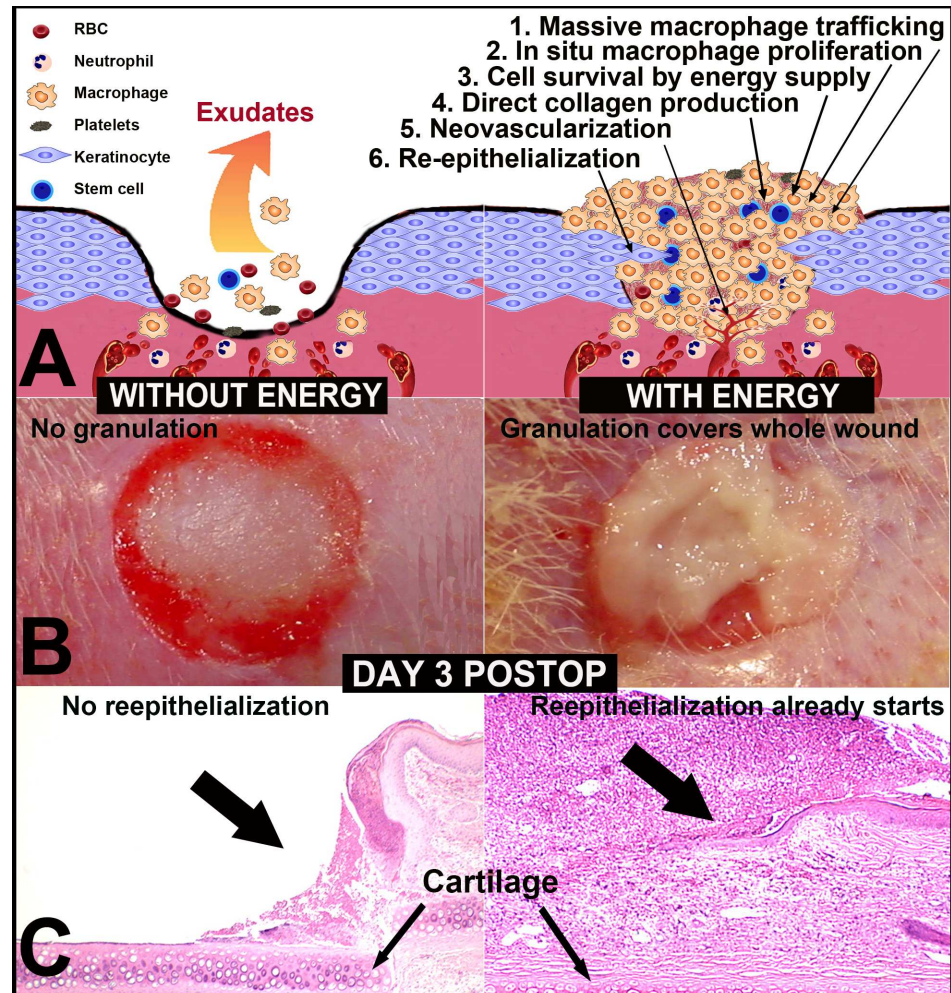 RBC
Neutrophil
Macrophage
Platelets
Keratinocyte
Stem cell
Exudates
1. Massive macrophage trafficking
2. In situ macrophage proliferation
3. Cell survival by energy supply
4. Direct collagen production
5. Neovascularization
6. Re-epithelialization
A
WITHOUT ENERGY
WITH ENERGY
No granulation
Granulation covers whole wound
B
DAY 3 POSTOP
No reepithelialization
Reepithelialization already starts
Cartilage
C